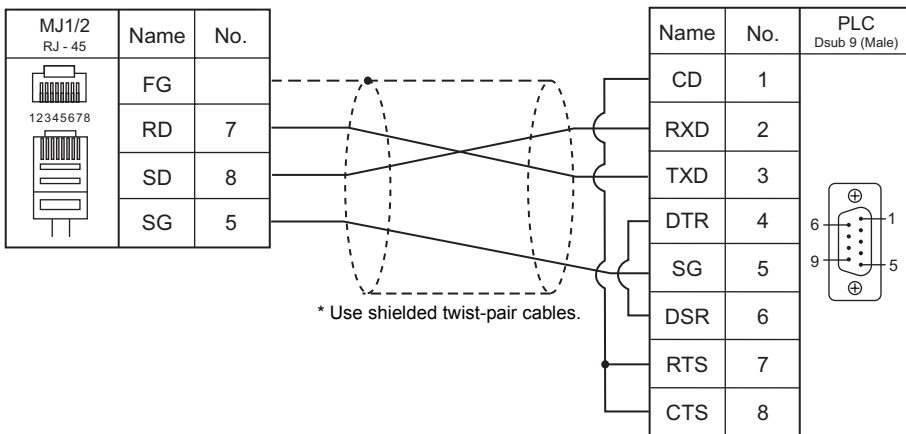 MJ1/2
RJ - 45
Name No.
FG
RD 7
SD 8
SG 5
12345678
* Use shielded twist-pair cables.
Name No.
PLC
Dsub 9 (Male)
CD 1
RXD 2
TXD 3
DTR 4
SG 5
DSR 6
RTS 7
CTS 8
6
1
9
5